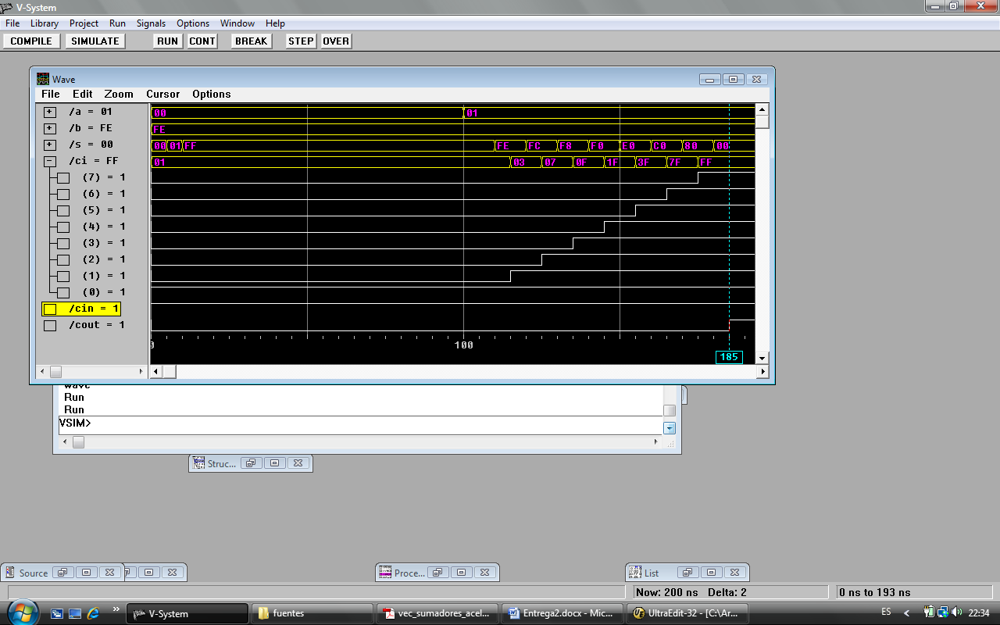 V-System
File Library Project Run Signals Options Window Help
COMPILE SIMULATE RUN CONT BREAK STEP OVER
Wave
File Edit Zoom Cursor Options
/a = 01 00 01
/b = FE FE
/s = 00 00 01 FF FE FC F8 F0 E0 C0 80 00
/ci = FF 01 03 07 0F 1F 3F 7F FF
(7) = 1
(6) = 1
(5) = 1
(4) = 1
(3) = 1
(2) = 1
(1) = 1
(0) = 1
/cin = 1
/cout = 1
0 100
185
wave
Run
Run
VSIM>
Struc...
Source Proce... List
Now: 200 ns Delta: 2 0 ns to 193 ns
V-System fuentes vec_sumadores_acel... Entrega2.docx - Mic... UltraEdit-32 - [C:\Ar... ES 22:34